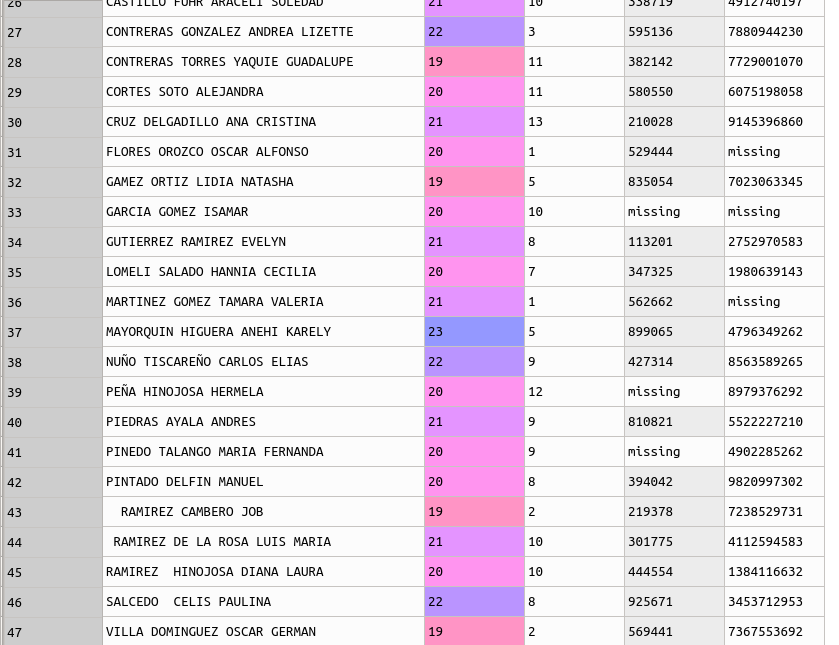 26 CASTILLO FUHR ARACELI SOLEDAD 21 10 338719 4912740197
27 CONTRERAS GONZALEZ ANDREA LIZETTE 22 3 595136 7880944230
28 CONTRERAS TORRES YAQUIE GUADALUPE 19 11 382142 7729001070
29 CORTES SOTO ALEJANDRA 20 11 580550 6075198058
30 CRUZ DELGADILLO ANA CRISTINA 21 13 210028 9145396860
31 FLORES OROZCO OSCAR ALFONSO 20 1 529444 missing
32 GAMEZ ORTIZ LIDIA NATASHA 19 5 835054 7023063345
33 GARCIA GOMEZ ISAMAR 20 10 missing missing
34 GUTIERREZ RAMIREZ EVELYN 21 8 113201 2752970583
35 LOMELI SALADO HANNIA CECILIA 20 7 347325 1980639143
36 MARTINEZ GOMEZ TAMARA VALERIA 21 1 562662 missing
37 MAYORQUIN HIGUERA ANEHI KARELY 23 5 899065 4796349262
38 NUÑO TISCAREÑO CARLOS ELIAS 22 9 427314 8563589265
39 PEÑA HINOJOSA HERMELA 20 12 missing 8979376292
40 PIEDRAS AYALA ANDRES 21 9 810821 5522227210
41 PINEDO TALANGO MARIA FERNANDA 20 9 missing 4902285262
42 PINTADO DELFIN MANUEL 20 8 394042 9820997302
43 RAMIREZ CAMBERO JOB 19 2 219378 7238529731
44 RAMIREZ DE LA ROSA LUIS MARIA 21 10 301775 4112594583
45 RAMIREZ  HINOJOSA DIANA LAURA 20 10 444554 1384116632
46 SALCEDO  CELIS PAULINA 22 8 925671 3453712953
47 VILLA DOMINGUEZ OSCAR GERMAN 19 2 569441 7367553692